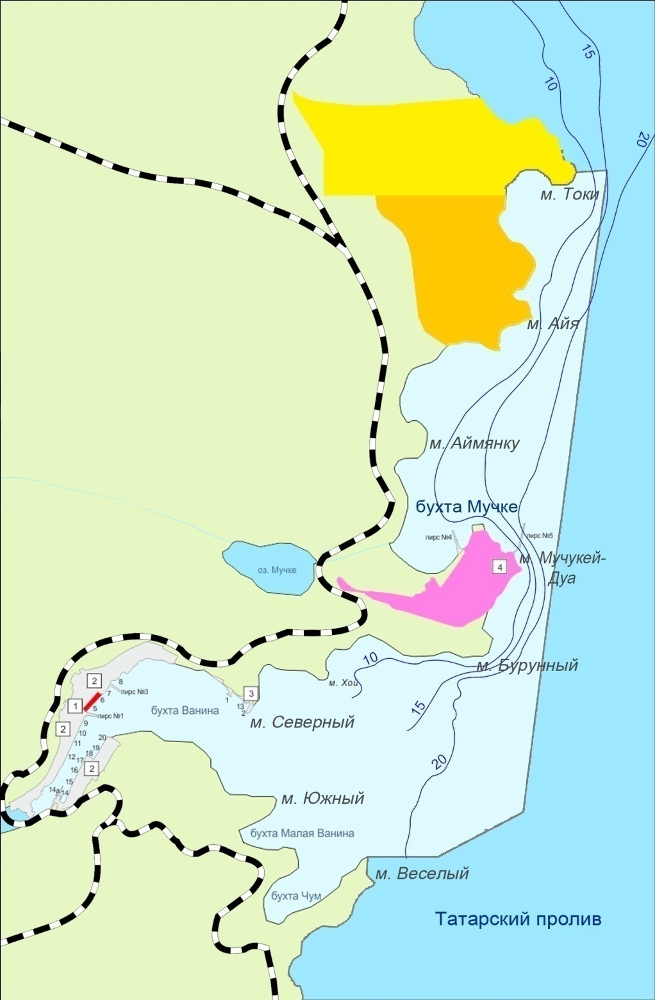 15
10
20
м. Токи
м. Айя
м. Аймянку
бухта Мучке
пирс №4
пирс №5
м. Мучукей-
Дуа
4
оз. Мучке
м. Бурунный
10
м. Хои
2
8
7
пирс №3
6
1
5
пирс №1
3
1
13
2
бухта Ванина
м. Северный
15
2
9
10
11
20
19
18
12
17
16
2
15
14а
14
20
м. Южный
бухта Малая Ванина
м. Веселый
бухта Чум
Татарский пролив